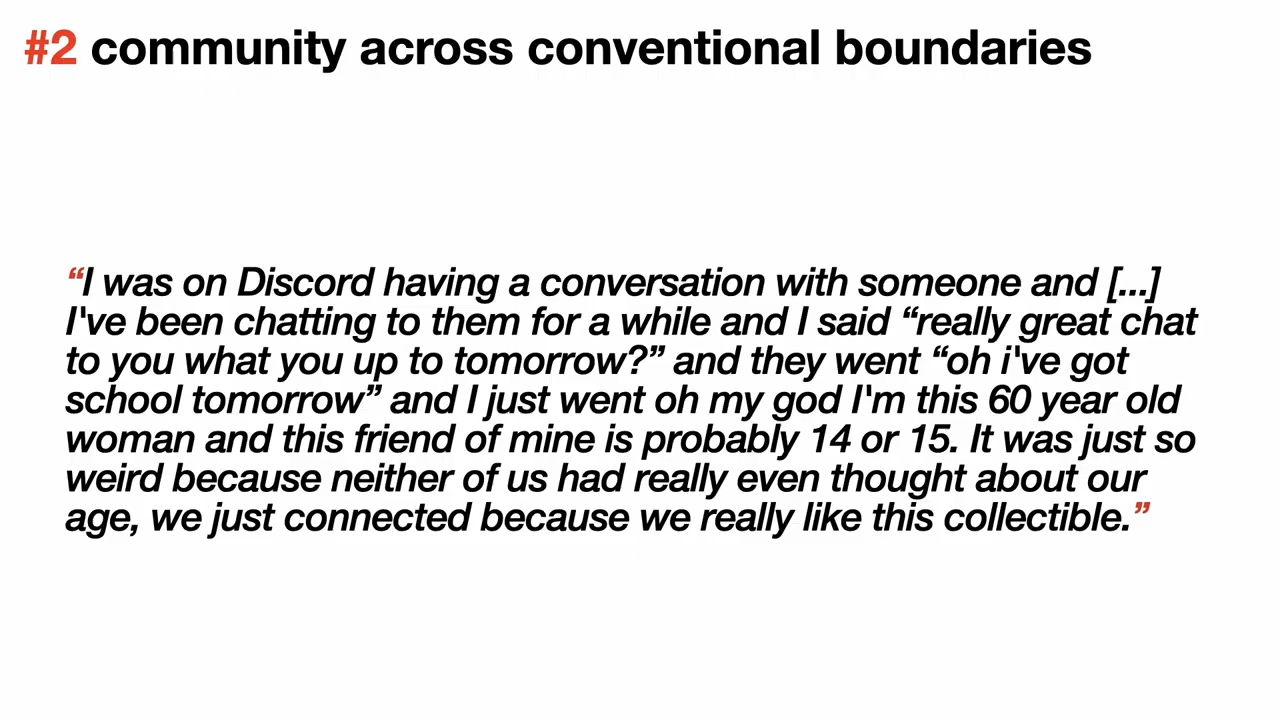 #2 community across conventional boundaries
“I was on Discord having a conversation with someone and [...]
I've been chatting to them for a while and I said “really great chat
to you what you up to tomorrow?” and they went “oh i've got
school tomorrow” and I just went oh my god I'm this 60 year old
woman and this friend of mine is probably 14 or 15. It was just so
weird because neither of us had really even thought about our
age, we just connected because we really like this collectible.”